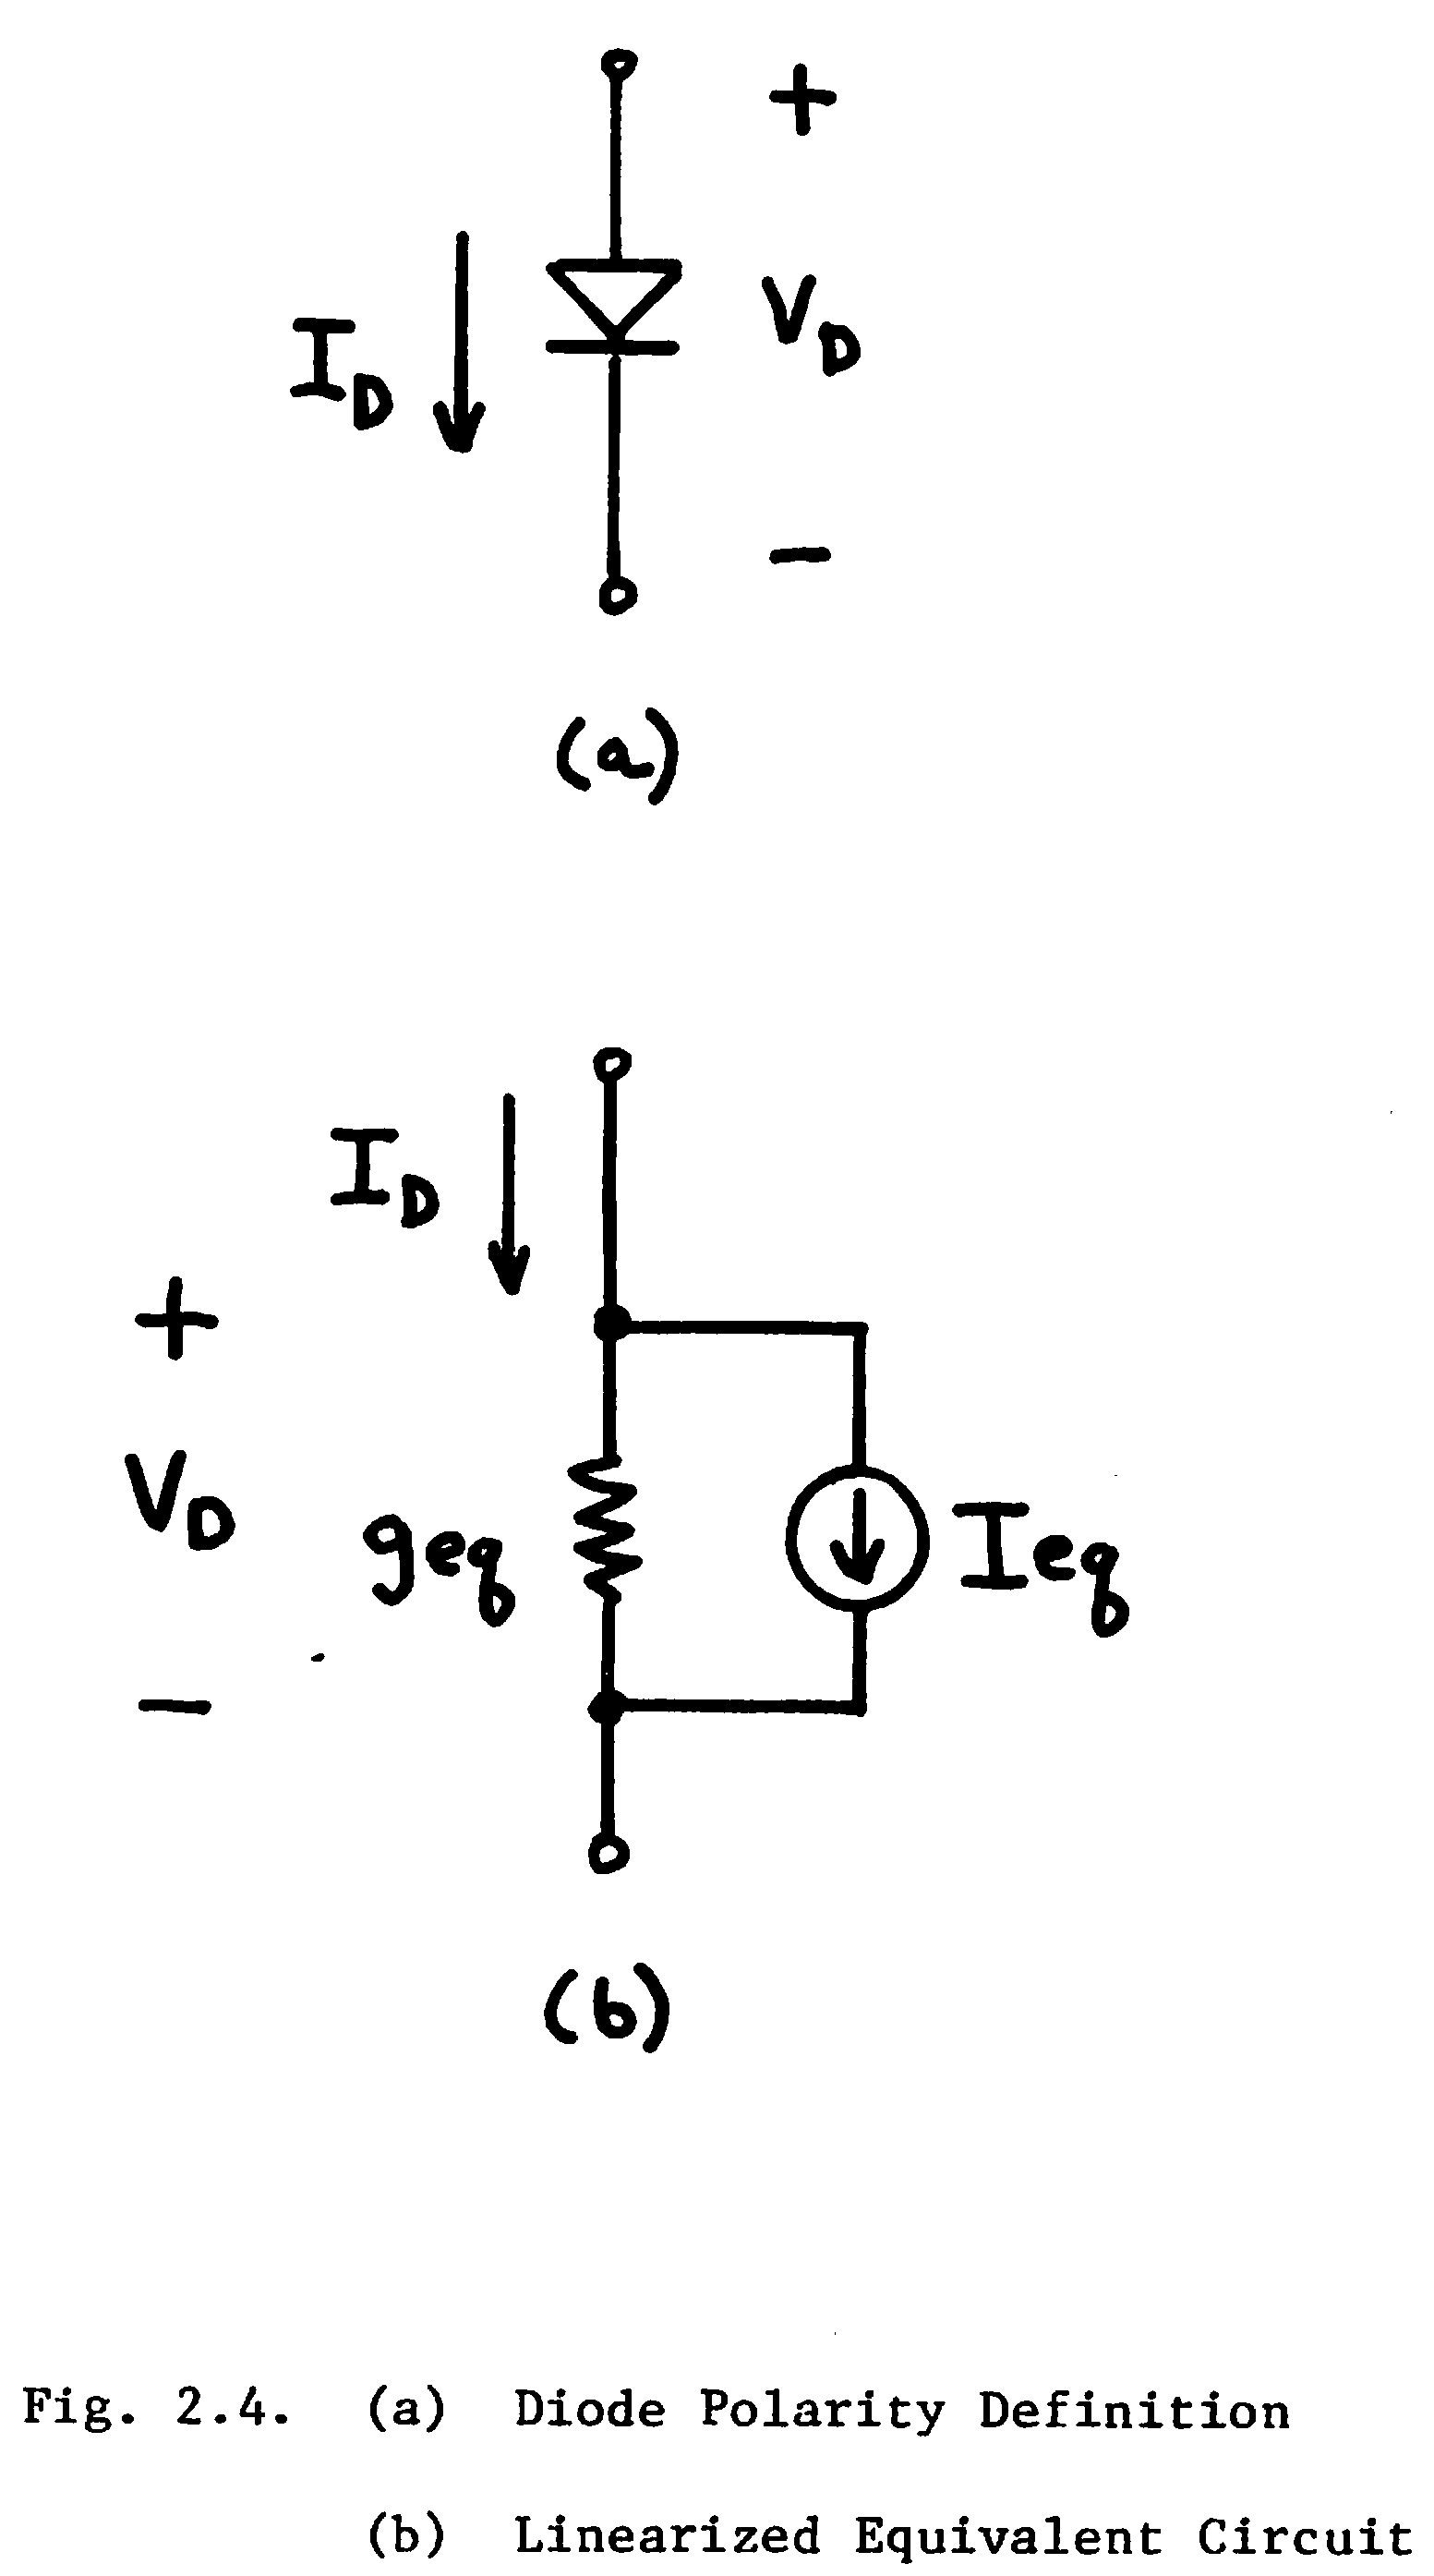 +
I_D V_D
−
(a)
I_D
+
V_D geq Ieq
−
(b)
Fig. 2.4. (a) Diode Polarity Definition
(b) Linearized Equivalent Circuit